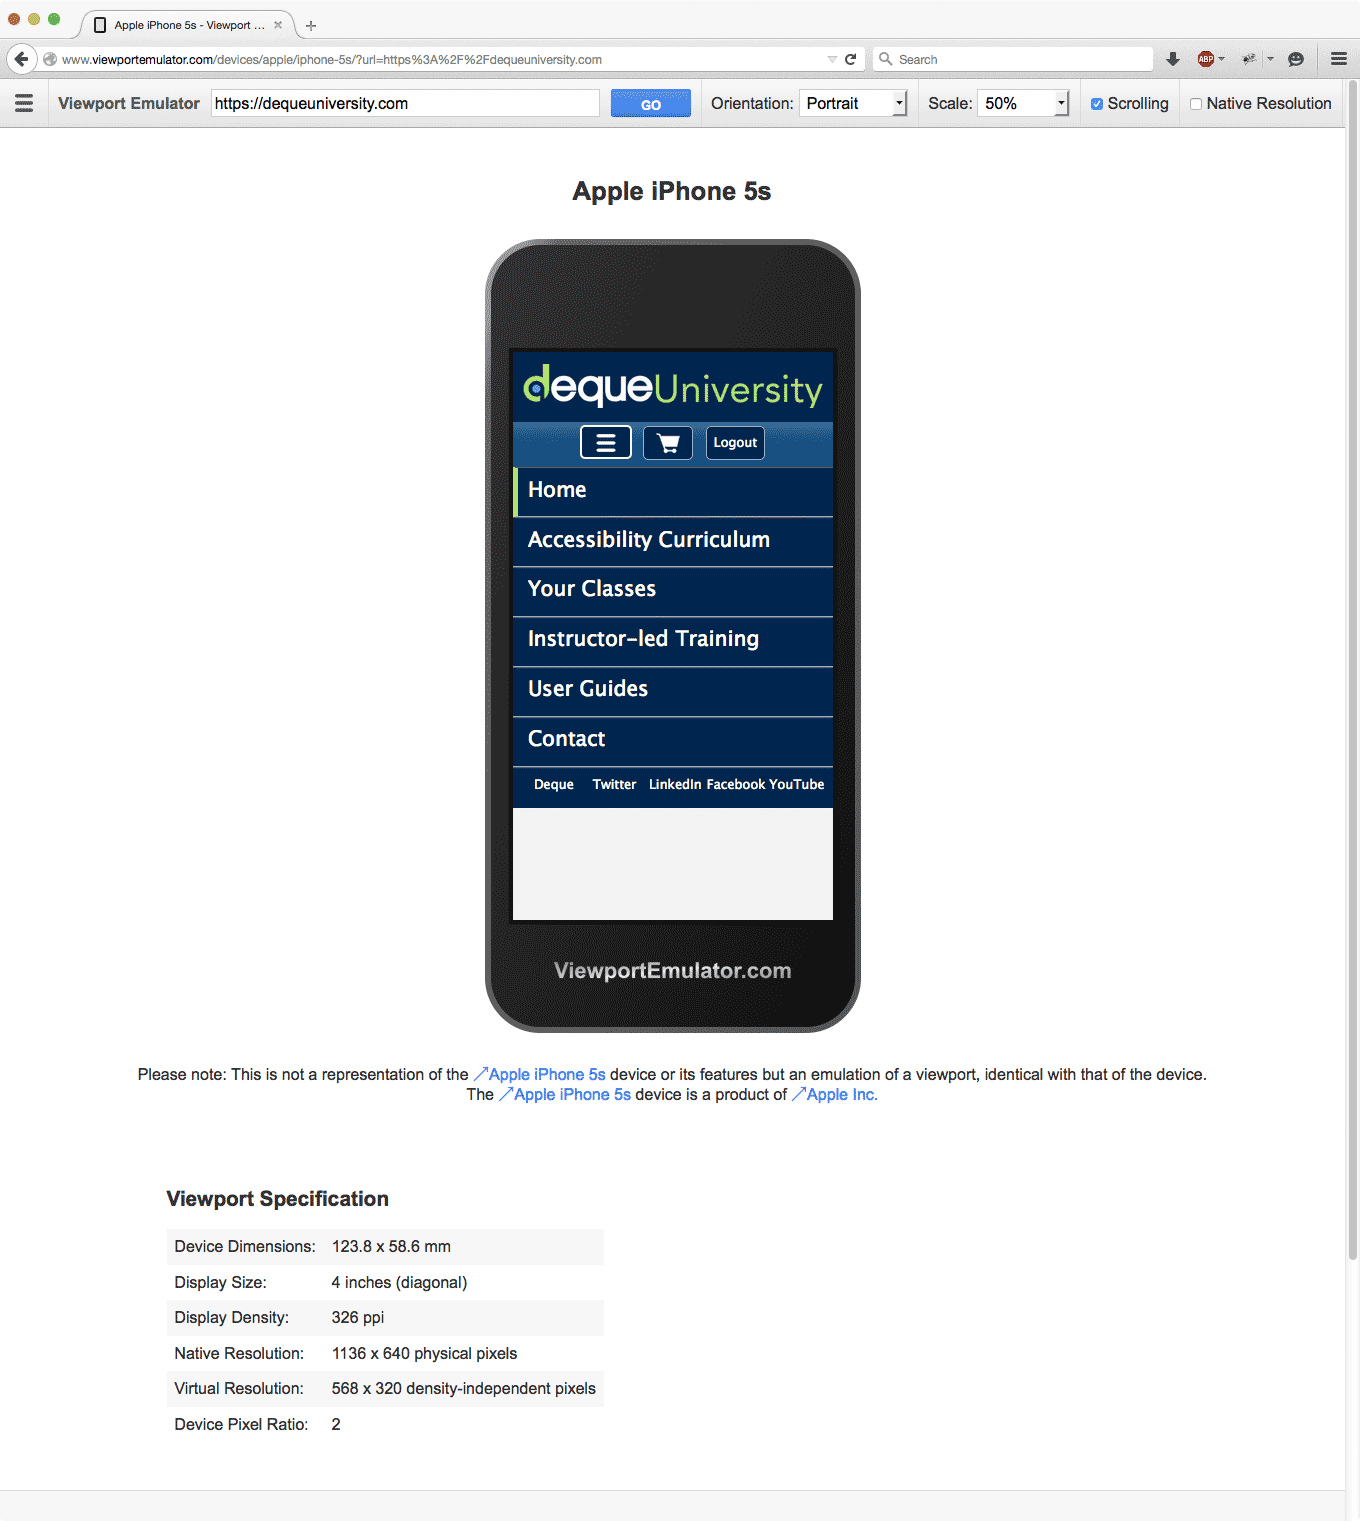 Apple iPhone 5s - Viewport ...
www.viewportemulator.com/devices/apple/iphone-5s/?url=https%3A%2F%2Fdequeuniversity.com
Search
ABP
Viewport Emulator https://dequeuniversity.com GO Orientation: Portrait Scale: 50% Scrolling Native Resolution
Apple iPhone 5s
dequeUniversity
Logout
Home
Accessibility Curriculum
Your Classes
Instructor-led Training
User Guides
Contact
Deque Twitter LinkedIn Facebook YouTube
ViewportEmulator.com
Please note: This is not a representation of the Apple iPhone 5s device or its features but an emulation of a viewport, identical with that of the device.
The Apple iPhone 5s device is a product of Apple Inc.
Viewport Specification
Device Dimensions: 123.8 x 58.6 mm
Display Size: 4 inches (diagonal)
Display Density: 326 ppi
Native Resolution: 1136 x 640 physical pixels
Virtual Resolution: 568 x 320 density-independent pixels
Device Pixel Ratio: 2